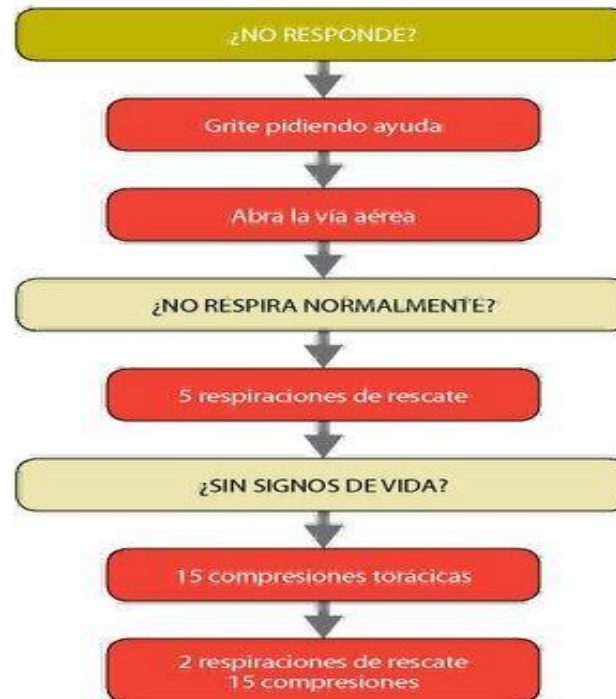 ¿NO RESPONDE?
Grite pidiendo ayuda
Abra la vía aérea
¿NO RESPIRA NORMALMENTE?
5 respiraciones de rescate
¿SIN SIGNOS DE VIDA?
15 compresiones torácicas
2 respiraciones de rescate
15 compresiones